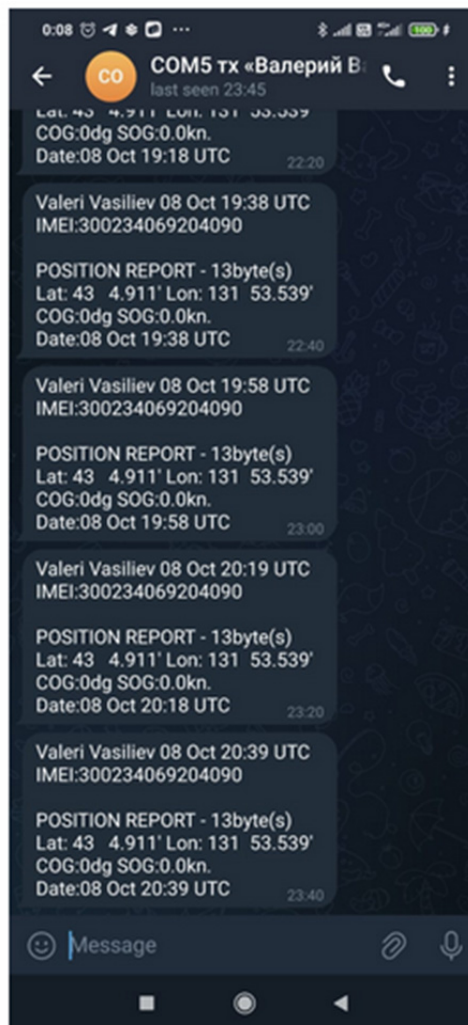 0:08
100
CO
COM5 тх «Валерий В
last seen 23:45
Lat: 43 4.911' Lon: 131 53.539'
COG:0dg SOG:0.0kn.
Date:08 Oct 19:18 UTC
22:20
Valeri Vasiliev 08 Oct 19:38 UTC
IMEI:300234069204090
POSITION REPORT - 13byte(s)
Lat: 43 4.911' Lon: 131 53.539'
COG:0dg SOG:0.0kn.
Date:08 Oct 19:38 UTC
22:40
Valeri Vasiliev 08 Oct 19:58 UTC
IMEI:300234069204090
POSITION REPORT - 13byte(s)
Lat: 43 4.911' Lon: 131 53.539'
COG:0dg SOG:0.0kn.
Date:08 Oct 19:58 UTC
23:00
Valeri Vasiliev 08 Oct 20:19 UTC
IMEI:300234069204090
POSITION REPORT - 13byte(s)
Lat: 43 4.911' Lon: 131 53.539'
COG:0dg SOG:0.0kn.
Date:08 Oct 20:18 UTC
23:20
Valeri Vasiliev 08 Oct 20:39 UTC
IMEI:300234069204090
POSITION REPORT - 13byte(s)
Lat: 43 4.911' Lon: 131 53.539'
COG:0dg SOG:0.0kn.
Date:08 Oct 20:39 UTC
23:40
Message